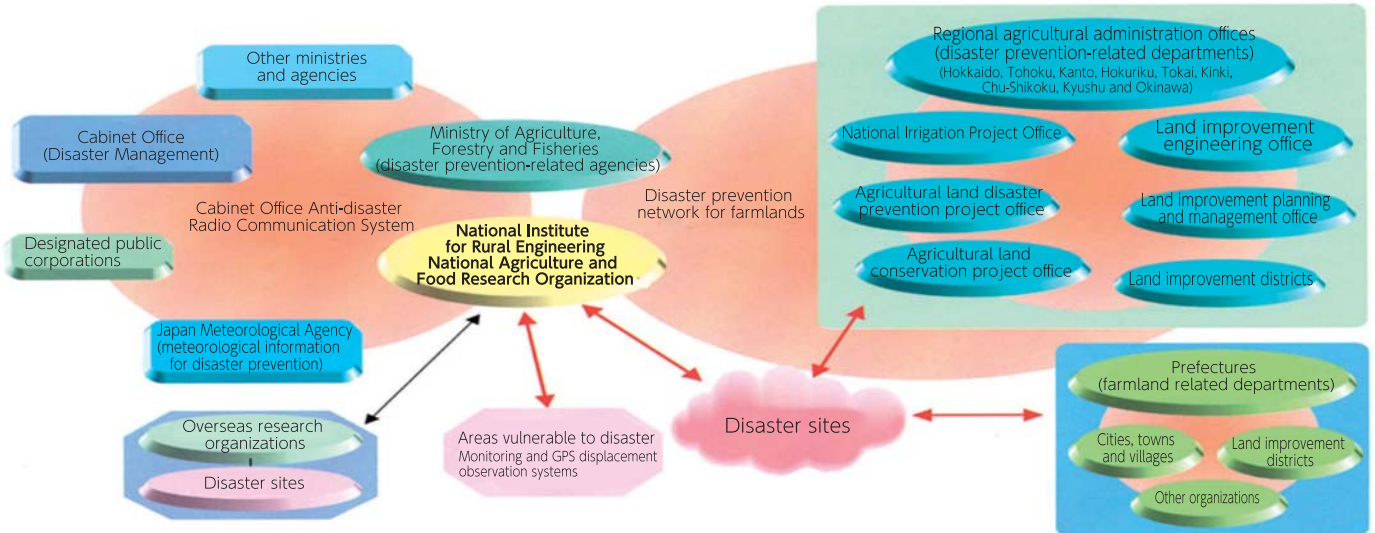 Other ministries
and agencies
Cabinet Office
(Disaster Management)
Ministry of Agriculture,
Forestry and Fisheries
(disaster prevention-related agencies)
Cabinet Office Anti-disaster
Radio Communication System
Designated public
corporations
National Institute
for Rural Engineering
National Agriculture and
Food Research Organization
Disaster prevention
network for farmlands
Japan Meteorological Agency
(meteorological information
for disaster prevention)
Regional agricultural administration offices
(disaster prevention-related departments)
(Hokkaido, Tohoku, Kanto, Hokuriku, Tokai, Kinki,
Chu-Shikoku, Kyushu and Okinawa)
National Irrigation Project Office
Land improvement
engineering office
Agricultural land disaster
prevention project office
Land improvement planning
and management office
Agricultural land
conservation project office
Land improvement districts
Overseas research
organizations
Disaster sites
Areas vulnerable to disaster
Monitoring and GPS displacement
observation systems
Disaster sites
Prefectures
(farmland related departments)
Cities, towns
and villages
Land improvement
districts
Other organizations